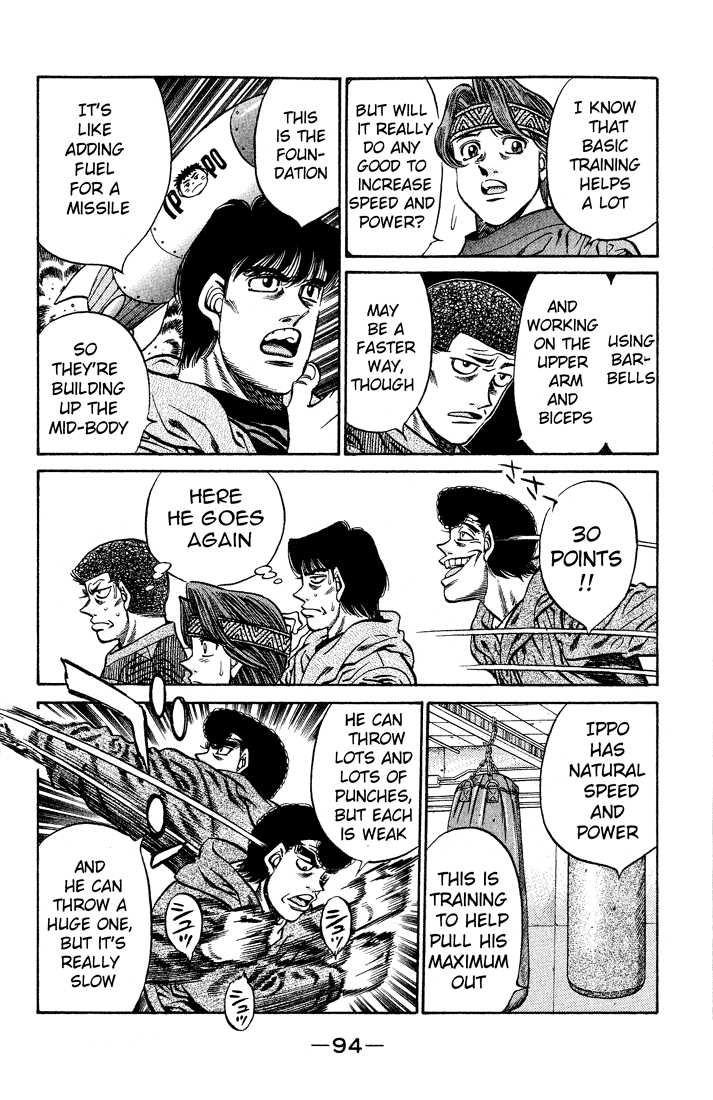 I KNOW
THAT
BASIC
TRAINING
HELPS
A LOT
BUT WILL
IT REALLY
DO ANY
GOOD TO
INCREASE
SPEED AND
POWER?
USING
BAR-
BELLS
AND
WORKING
ON THE
UPPER
ARM
AND
BICEPS
MAY
BE A
FASTER
WAY,
THOUGH
THIS
IS THE
FOUN-
DATION
IT'S
LIKE
ADDING
FUEL
FOR A
MISSILE
IPPO
SO
THEY'RE
BUILDING
UP THE
MID-BODY
30
POINTS
!!
HERE
HE GOES
AGAIN
IPPO
HAS
NATURAL
SPEED
AND
POWER
THIS IS
TRAINING
TO HELP
PULL HIS
MAXIMUM
OUT
HE CAN
THROW
LOTS AND
LOTS OF
PUNCHES,
BUT EACH
IS WEAK
AND
HE CAN
THROW A
HUGE ONE,
BUT IT'S
REALLY
SLOW
—94—